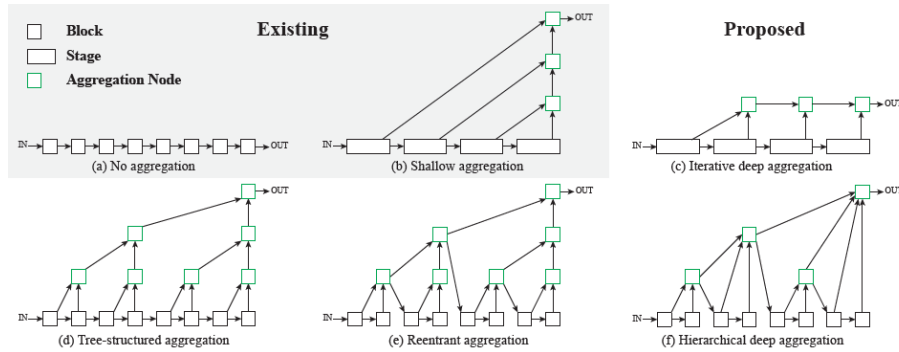 Existing
Proposed
Block
Stage
Aggregation Node
IN
OUT
(a) No aggregation
IN
OUT
(b) Shallow aggregation
IN
OUT
(c) Iterative deep aggregation
IN
OUT
(d) Tree-structured aggregation
IN
OUT
(e) Reentrant aggregation
IN
OUT
(f) Hierarchical deep aggregation